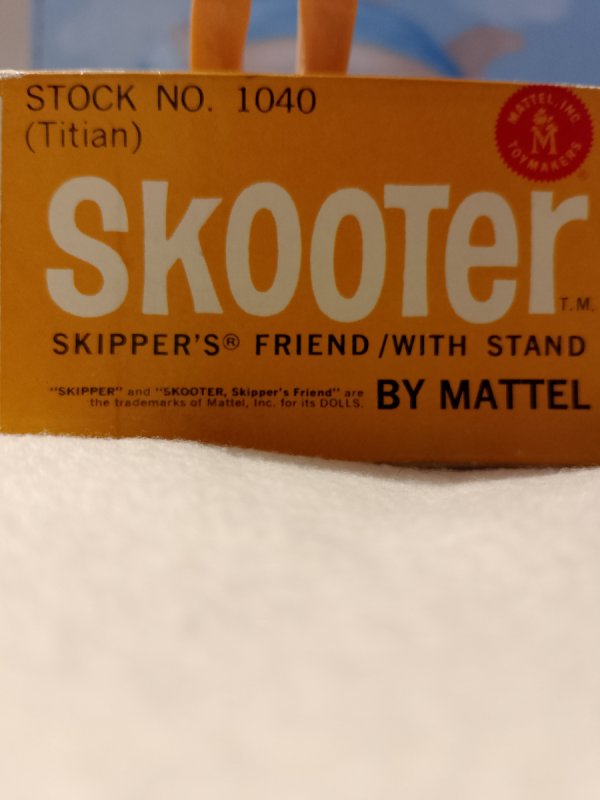 STOCK NO. 1040
(Titian)
MATTEL, INC.
M
TOYMAKERS
®
SKOOTer
T.M.
SKIPPER'S® FRIEND/WITH STAND
"SKIPPER" and "SKOOTER, Skipper's Friend" are
the trademarks of Mattel, Inc. for its DOLLS.
BY MATTEL